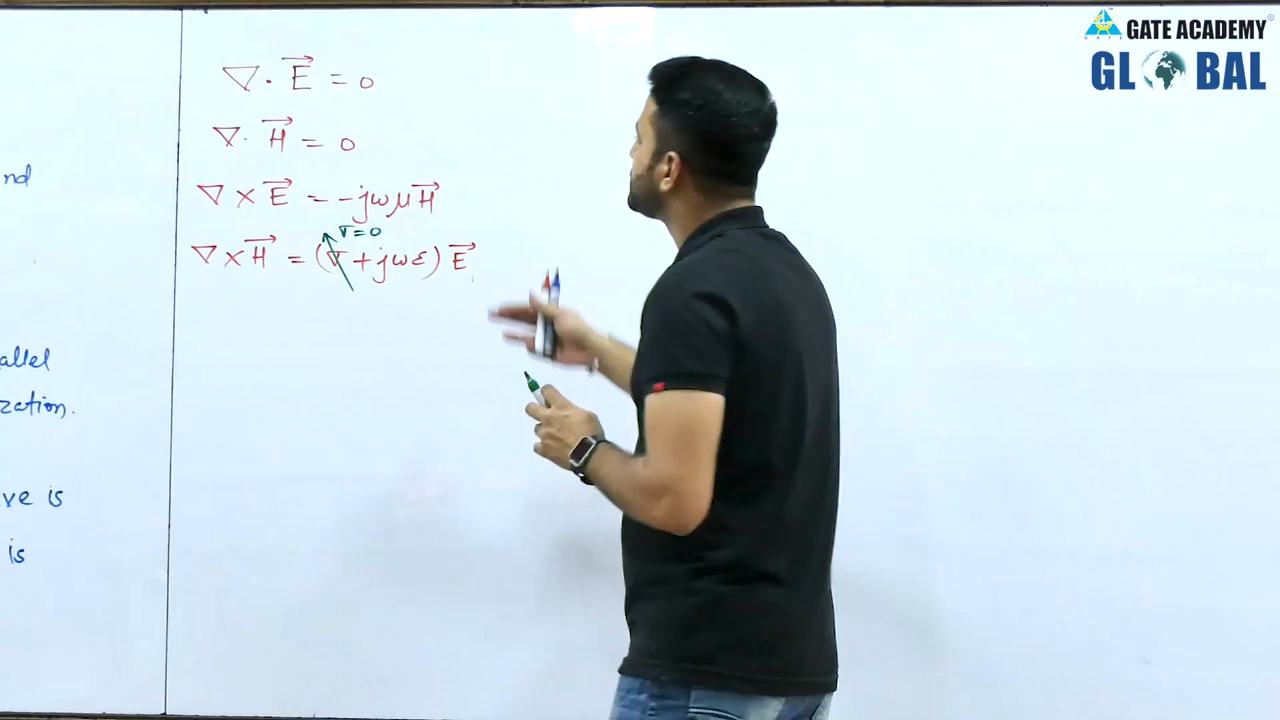 nd
allel
zation.
ve is
is
∇ · E⃗ = 0
∇ · H⃗ = 0
∇ × E⃗ = -jωμH⃗
σ=0
∇ × H⃗ = (σ + jωε) E⃗
GATE ACADEMY
GLOBAL